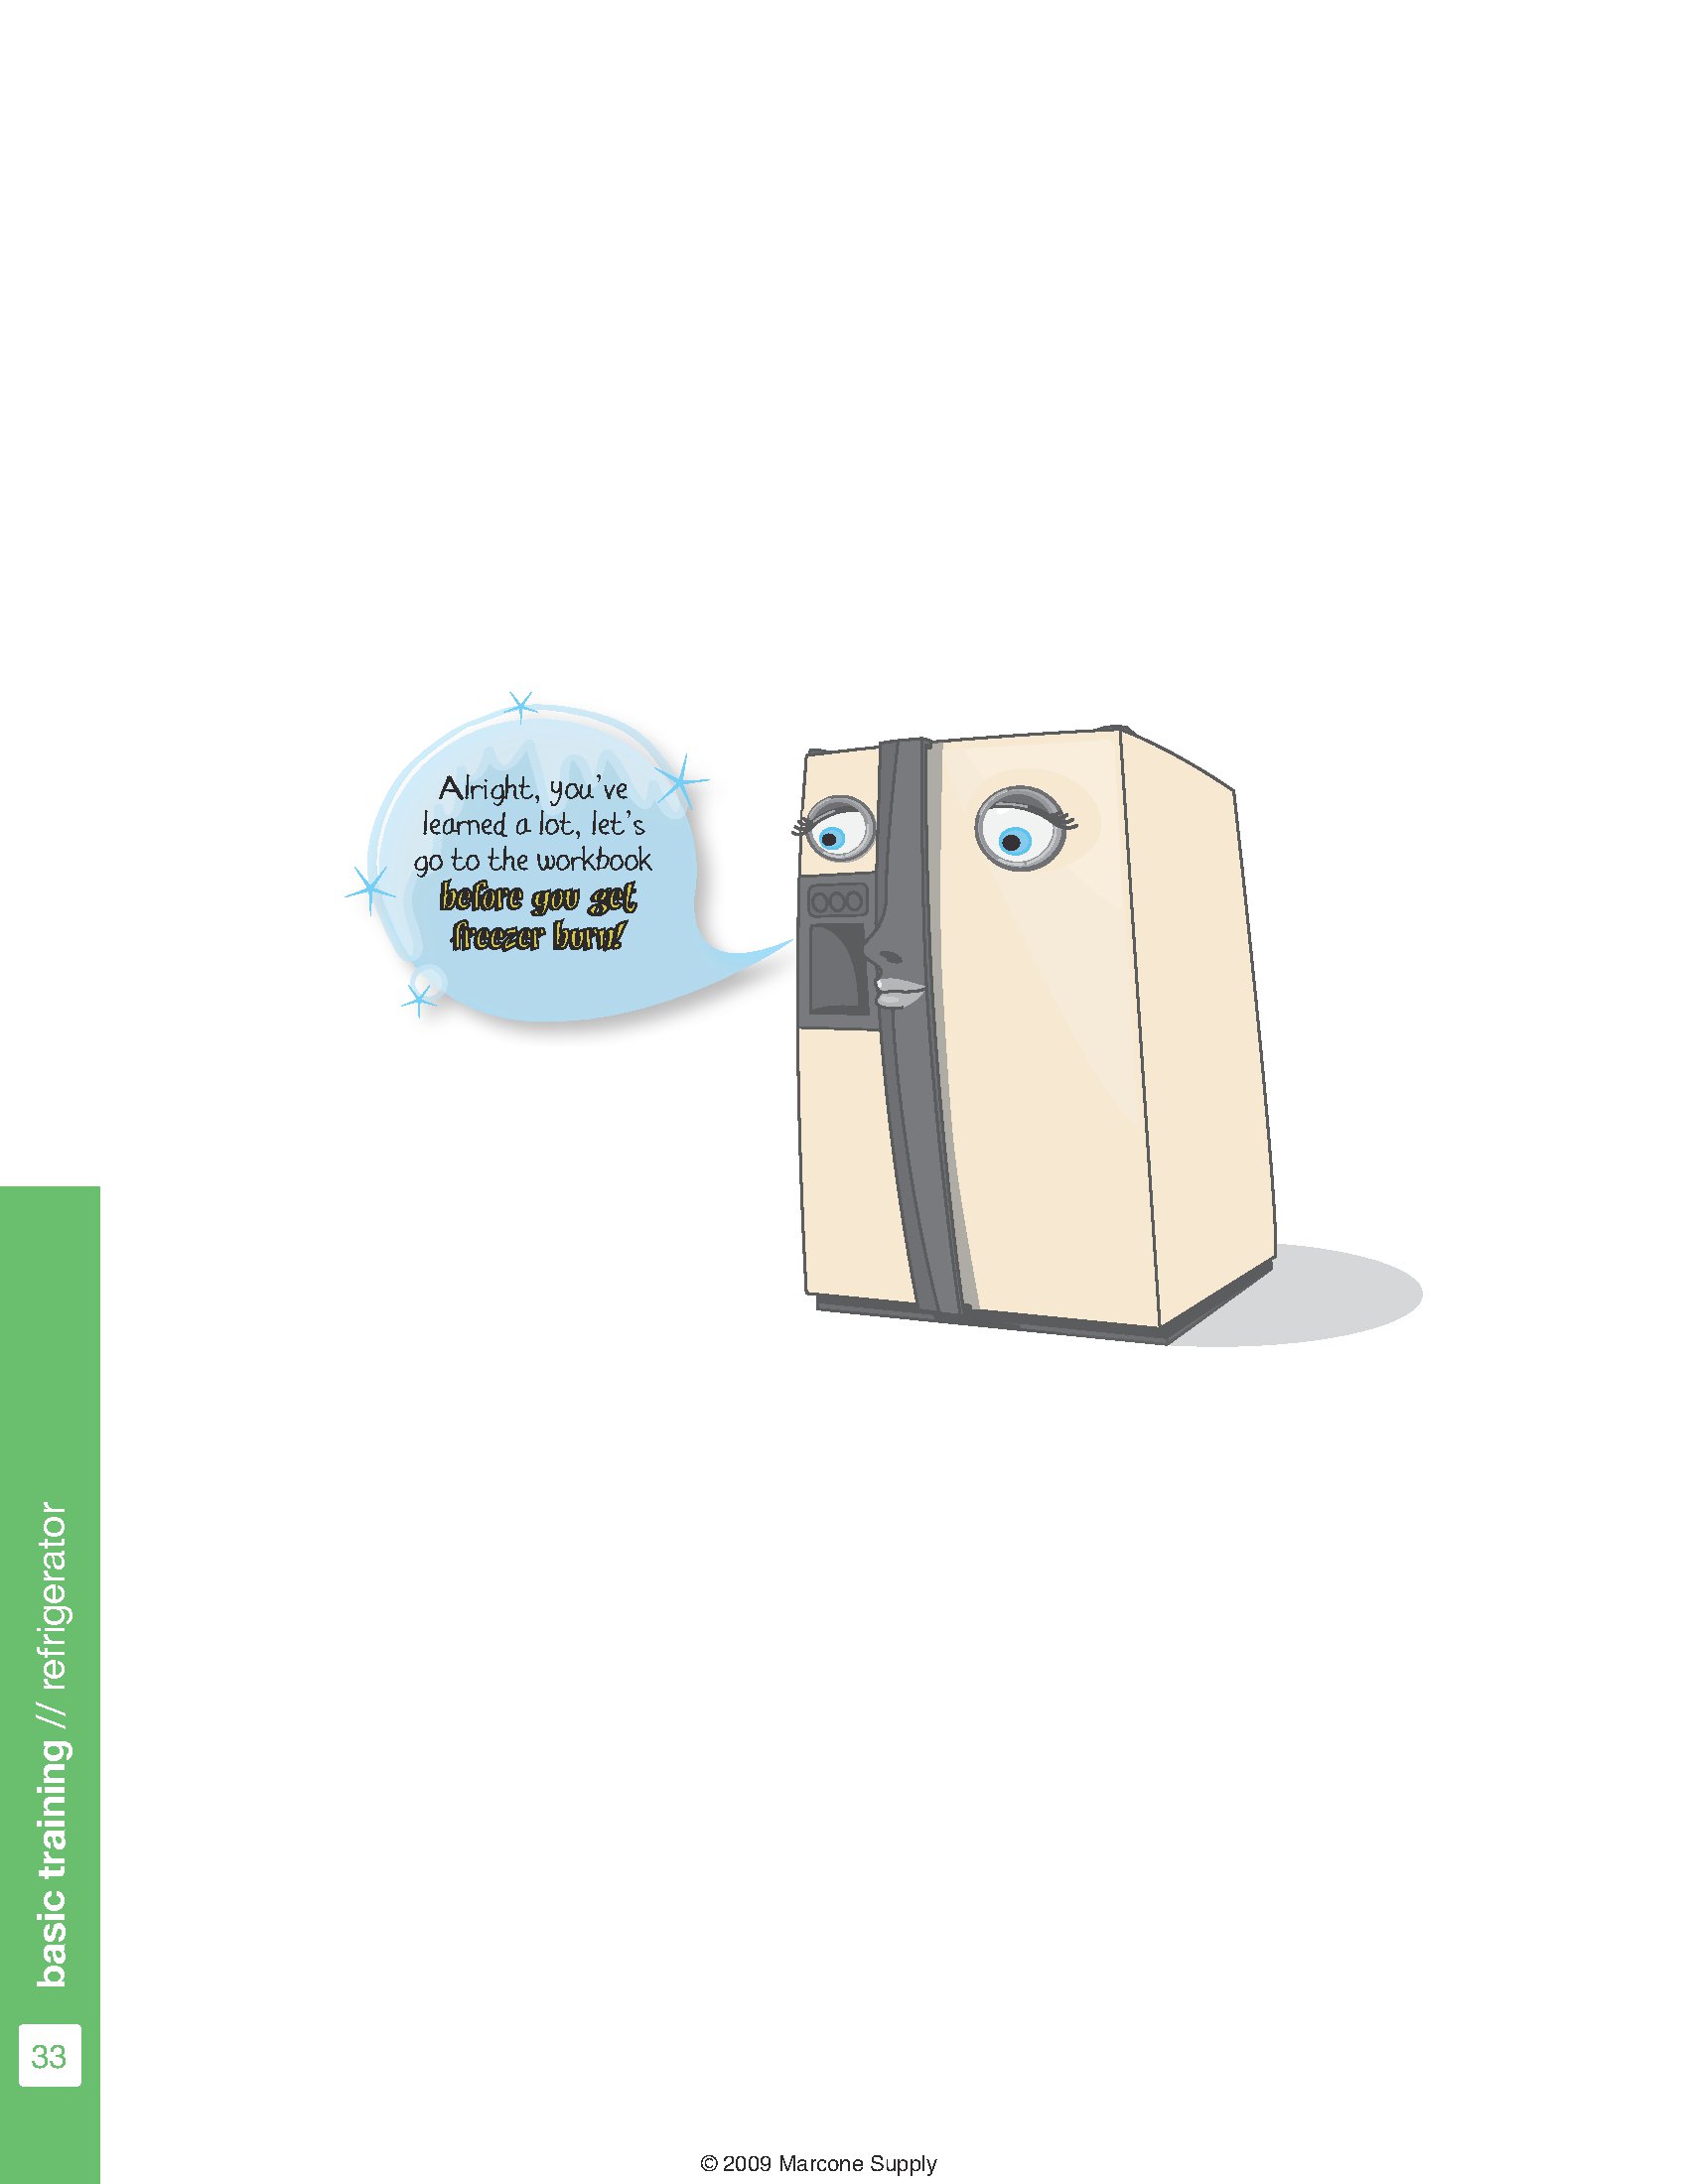 Alright, you've
learned a lot, let's
go to the workbook
before you get
freezer burn!
basic training // refrigerator
33
© 2009 Marcone Supply